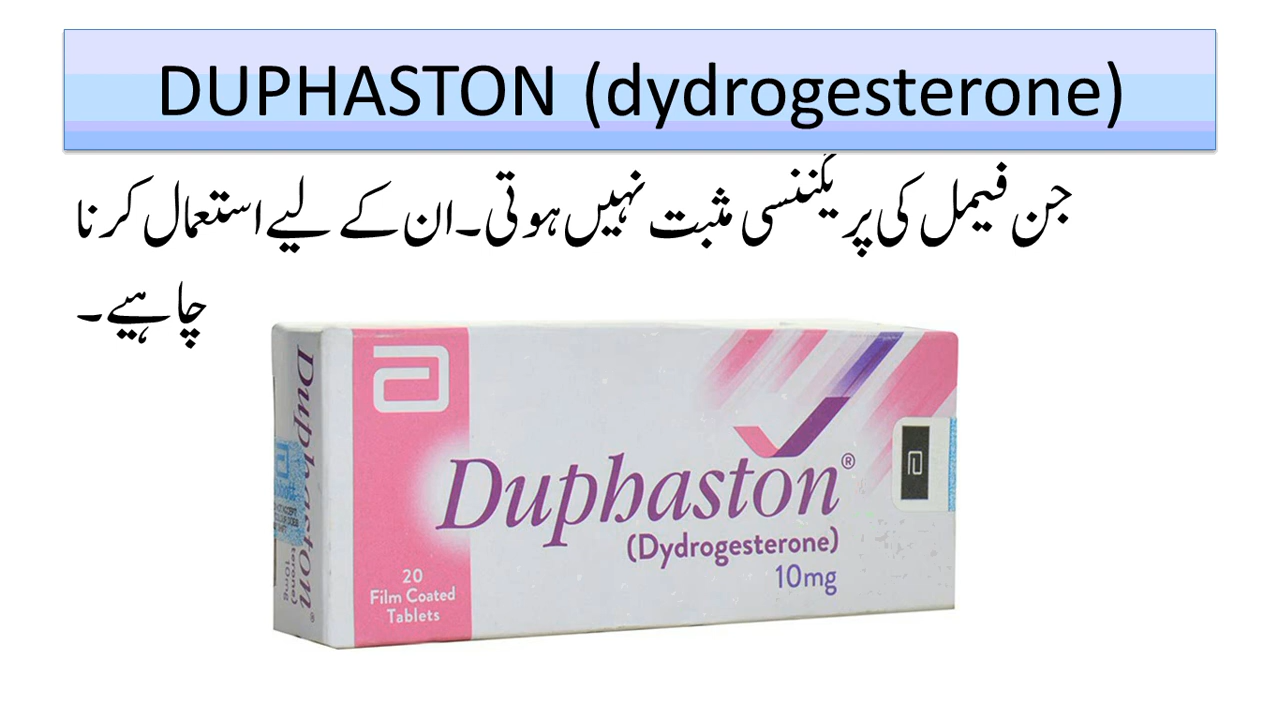 DUPHASTON (dydrogesterone)
جن فیمل کی پریگننسی مثبت نہیں ہوتی۔ان کے لیے استعمال کرنا
چاہیے۔
Duphaston®
(Dydrogesterone)
10mg
20
Film Coated
Tablets
Duphaston®
10mg